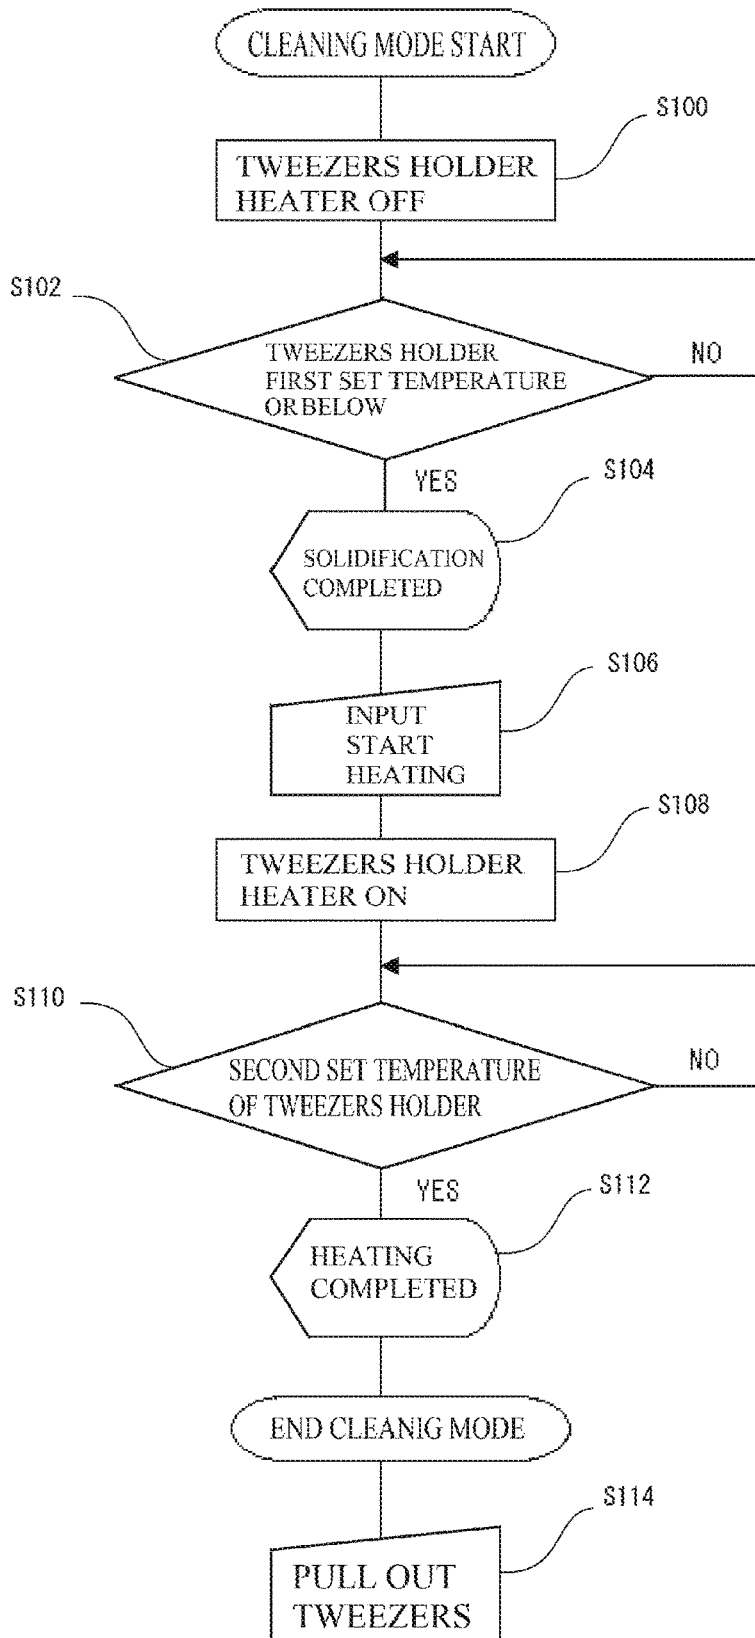 CLEANING MODE START
S100
TWEEZERS HOLDER
HEATER OFF
S102
TWEEZERS HOLDER
FIRST SET TEMPERATURE
OR BELOW
NO
YES
S104
SOLIDIFICATION
COMPLETED
S106
INPUT
START
HEATING
S108
TWEEZERS HOLDER
HEATER ON
S110
SECOND SET TEMPERATURE
OF TWEEZERS HOLDER
NO
YES
S112
HEATING
COMPLETED
END CLEANIG MODE
S114
PULL OUT
TWEEZERS